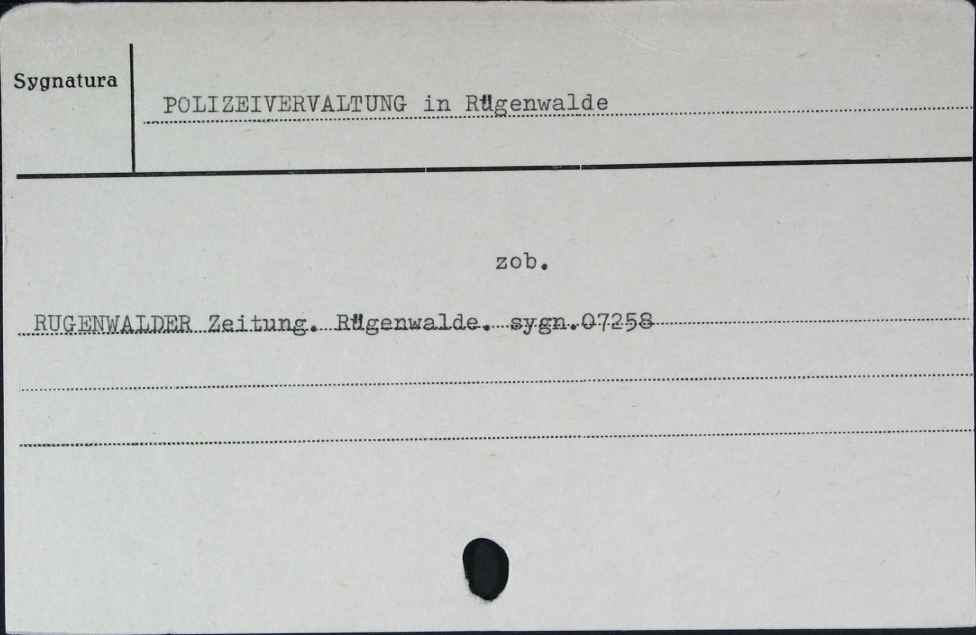 Sygnatura
POLIZEIVERVALTUNG in Rügenwalde
zob.
RUGENWALDER Zeitung. Rügenwalde. sygn.07258